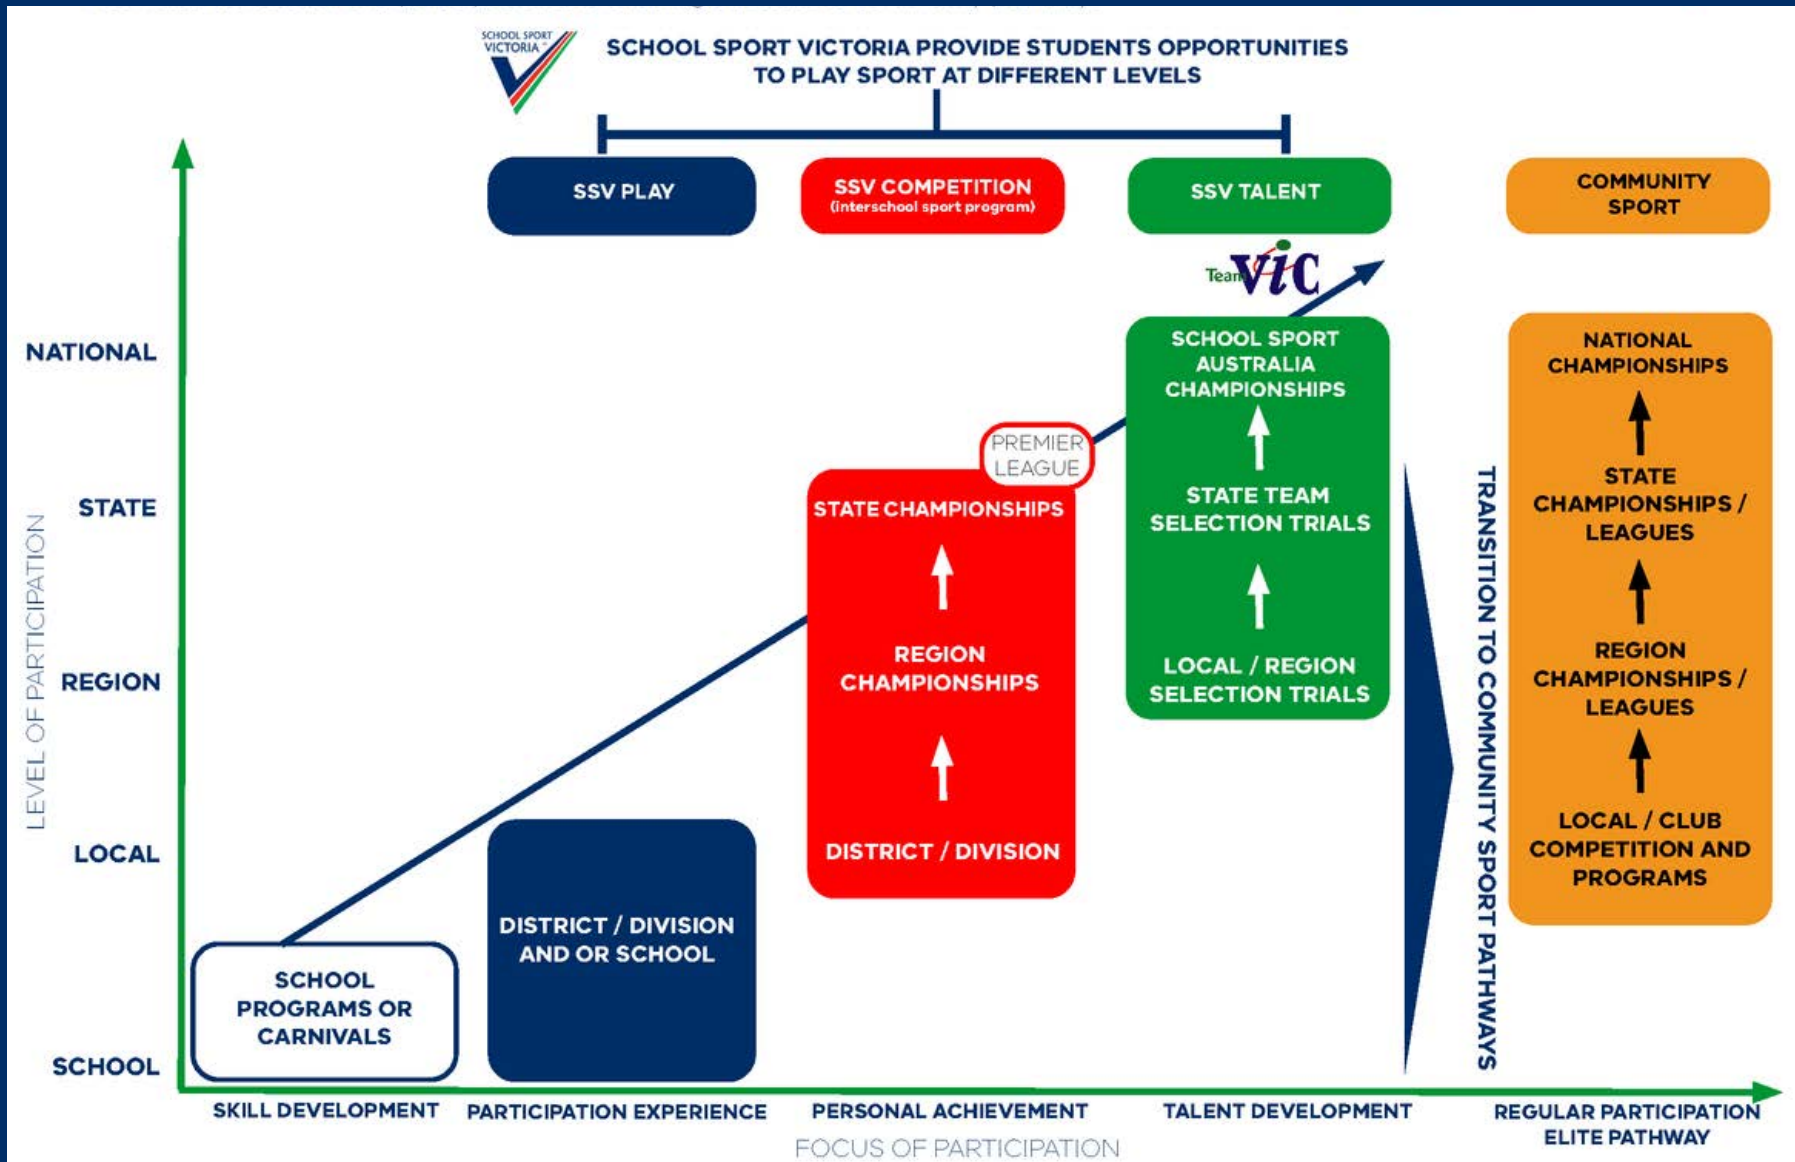 SCHOOL SPORT
VICTORIA
SCHOOL SPORT VICTORIA PROVIDE STUDENTS OPPORTUNITIES
TO PLAY SPORT AT DIFFERENT LEVELS
SSV PLAY
SSV COMPETITION
(interschool sport program)
SSV TALENT
COMMUNITY
SPORT
Team Vic
LEVEL OF PARTICIPATION
NATIONAL
STATE
REGION
LOCAL
SCHOOL
SCHOOL
PROGRAMS OR
CARNIVALS
DISTRICT / DIVISION
AND OR SCHOOL
PREMIER
LEAGUE
STATE CHAMPIONSHIPS
REGION
CHAMPIONSHIPS
DISTRICT / DIVISION
SCHOOL SPORT
AUSTRALIA
CHAMPIONSHIPS
STATE TEAM
SELECTION TRIALS
LOCAL / REGION
SELECTION TRIALS
TRANSITION TO COMMUNITY SPORT PATHWAYS
NATIONAL
CHAMPIONSHIPS
STATE
CHAMPIONSHIPS /
LEAGUES
REGION
CHAMPIONSHIPS /
LEAGUES
LOCAL / CLUB
COMPETITION AND
PROGRAMS
SKILL DEVELOPMENT
PARTICIPATION EXPERIENCE
PERSONAL ACHIEVEMENT
TALENT DEVELOPMENT
REGULAR PARTICIPATION
ELITE PATHWAY
FOCUS OF PARTICIPATION